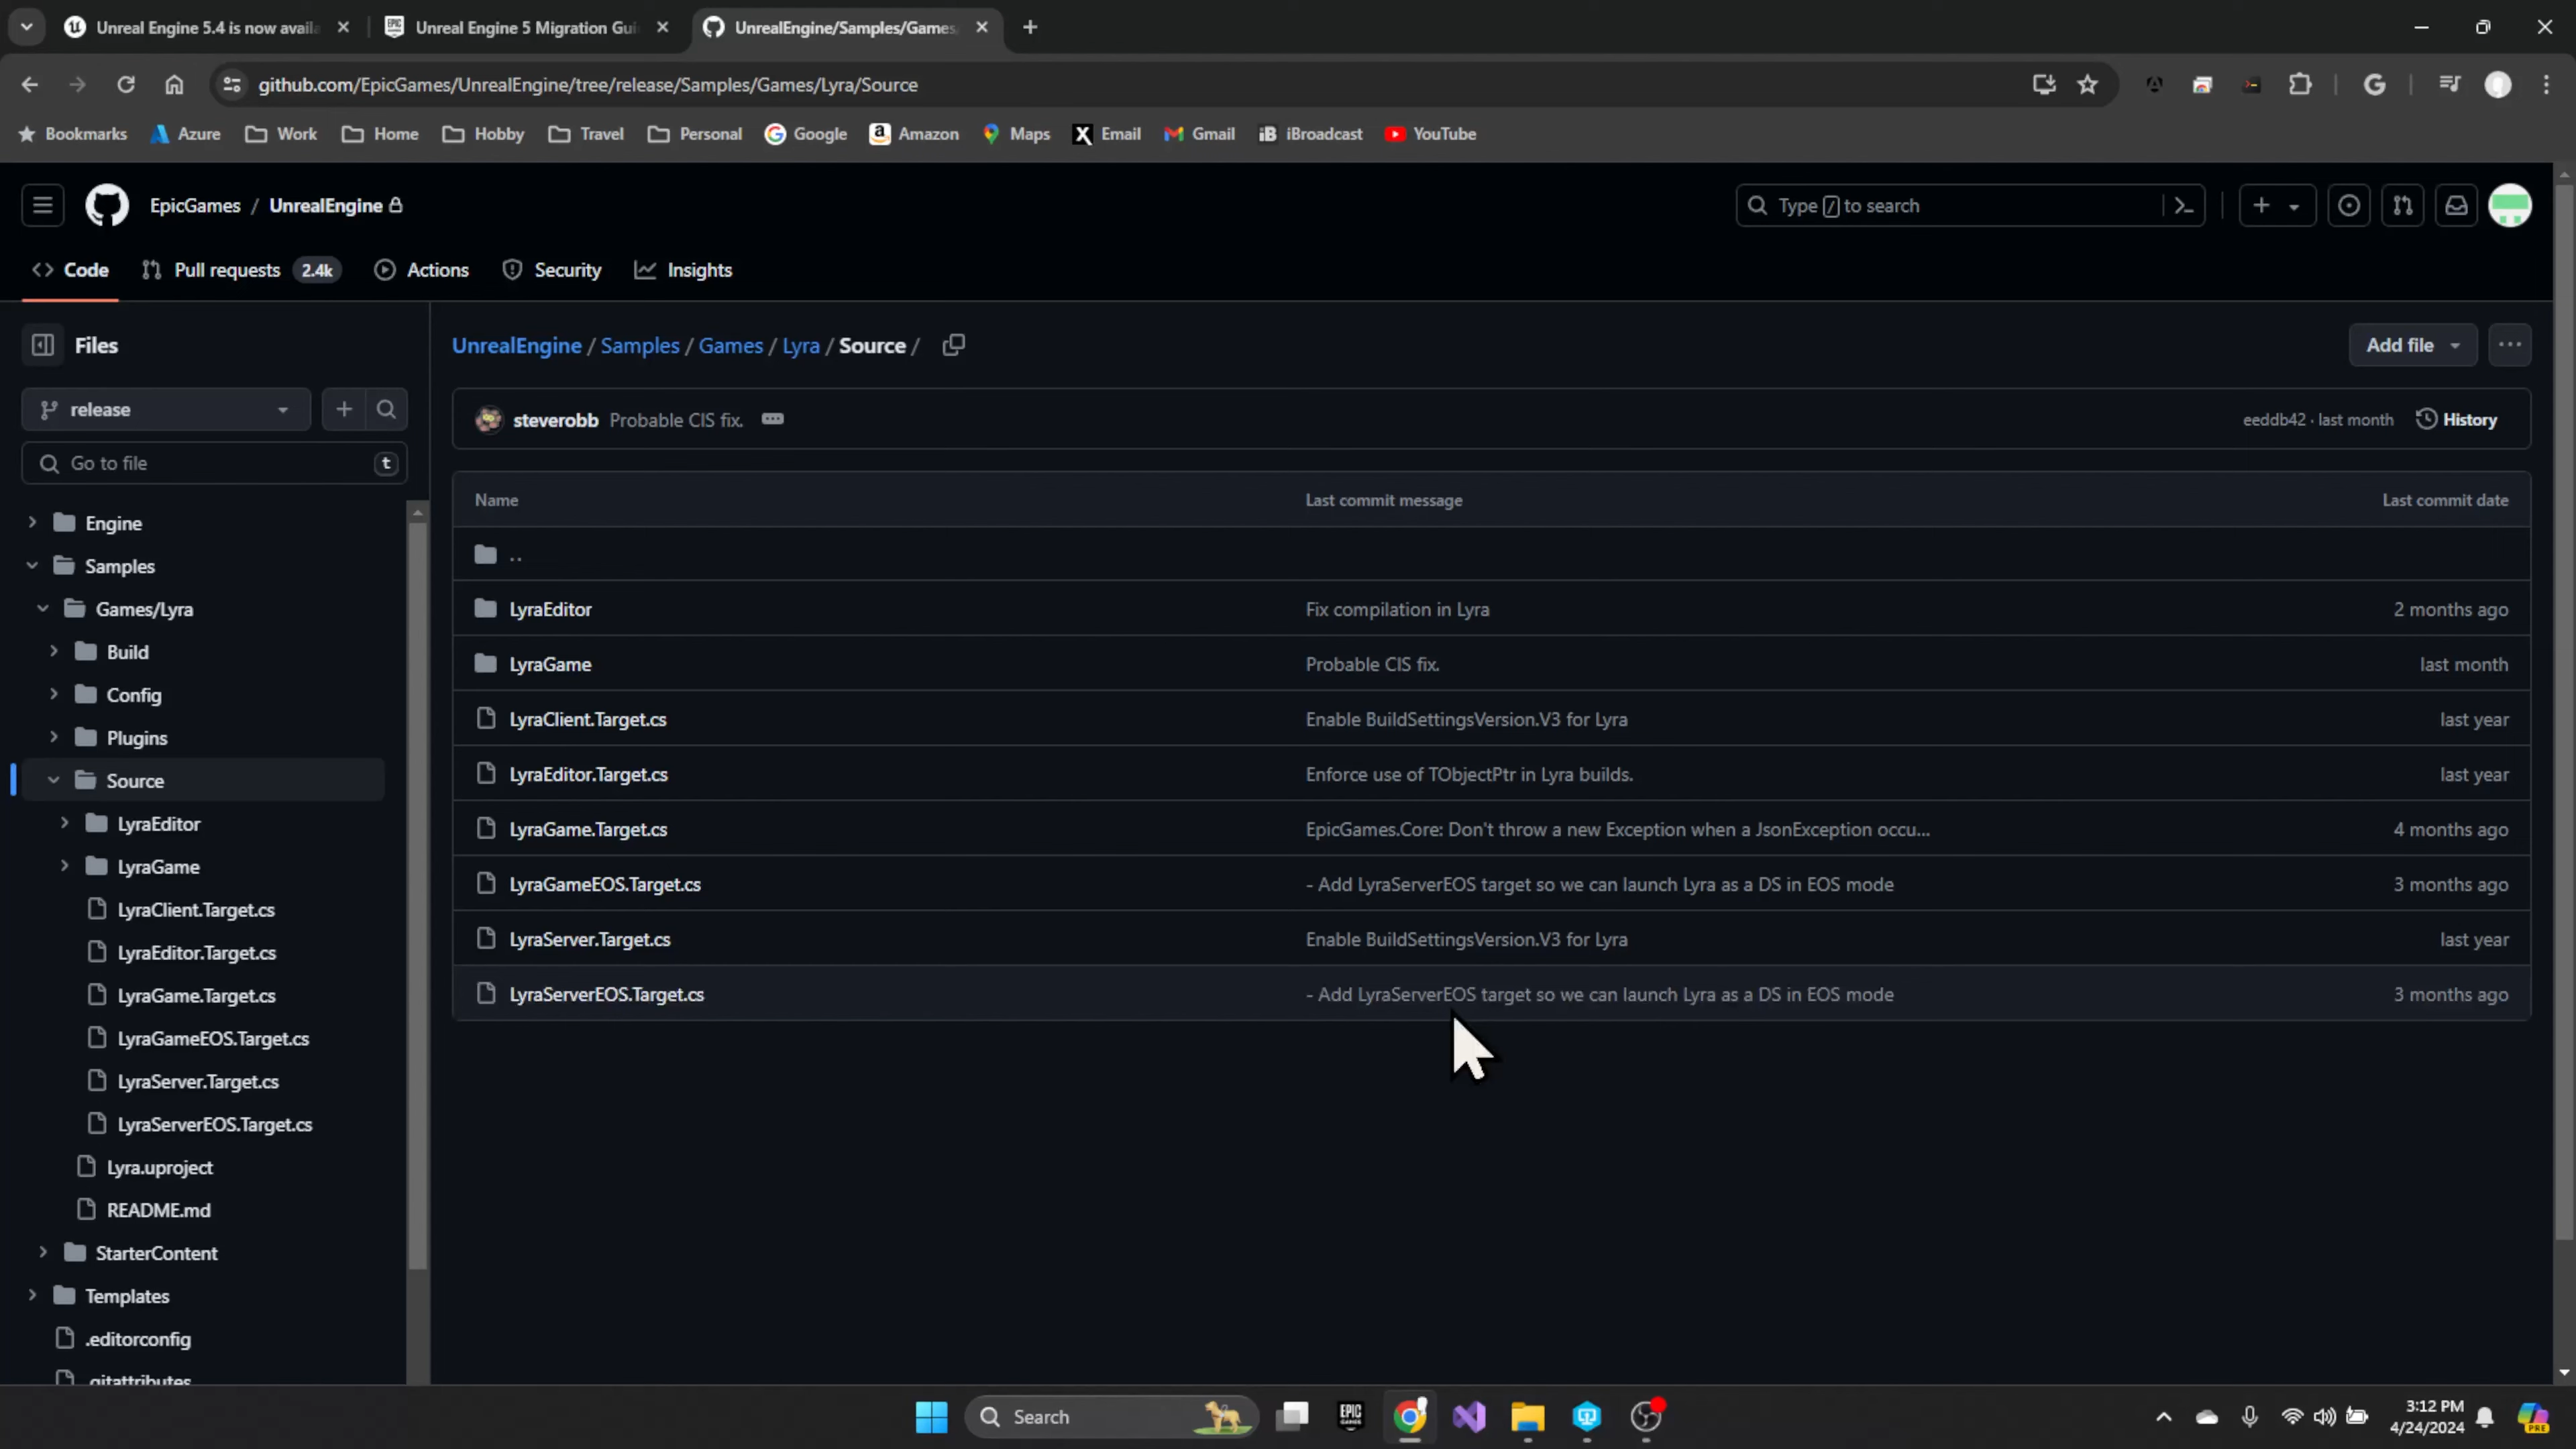 Unreal Engine 5.4 is now availa
Unreal Engine 5 Migration Gui
UnrealEngine/Samples/Games/
github.com/EpicGames/UnrealEngine/tree/release/Samples/Games/Lyra/Source
Bookmarks Azure Work Home Hobby Travel Personal Google Amazon Maps Email Gmail iBroadcast YouTube
EpicGames / UnrealEngine
Type / to search
Code Pull requests 2.4k Actions Security Insights
Files
UnrealEngine / Samples / Games / Lyra / Source /
Add file
release
steverobb Probable CIS fix.
eeddb42 · last month History
Go to file t
Name Last commit message Last commit date
..
LyraEditor Fix compilation in Lyra 2 months ago
LyraGame Probable CIS fix. last month
LyraClient.Target.cs Enable BuildSettingsVersion.V3 for Lyra last year
LyraEditor.Target.cs Enforce use of TObjectPtr in Lyra builds. last year
LyraGame.Target.cs EpicGames.Core: Don't throw a new Exception when a JsonException occu... 4 months ago
LyraGameEOS.Target.cs - Add LyraServerEOS target so we can launch Lyra as a DS in EOS mode 3 months ago
LyraServer.Target.cs Enable BuildSettingsVersion.V3 for Lyra last year
LyraServerEOS.Target.cs - Add LyraServerEOS target so we can launch Lyra as a DS in EOS mode 3 months ago
Engine
Samples
Games/Lyra
Build
Config
Plugins
Source
LyraEditor
LyraGame
LyraClient.Target.cs
LyraEditor.Target.cs
LyraGame.Target.cs
LyraGameEOS.Target.cs
LyraServer.Target.cs
LyraServerEOS.Target.cs
Lyra.uproject
README.md
StarterContent
Templates
.editorconfig
.gitattributes
Search
3:12 PM
4/24/2024